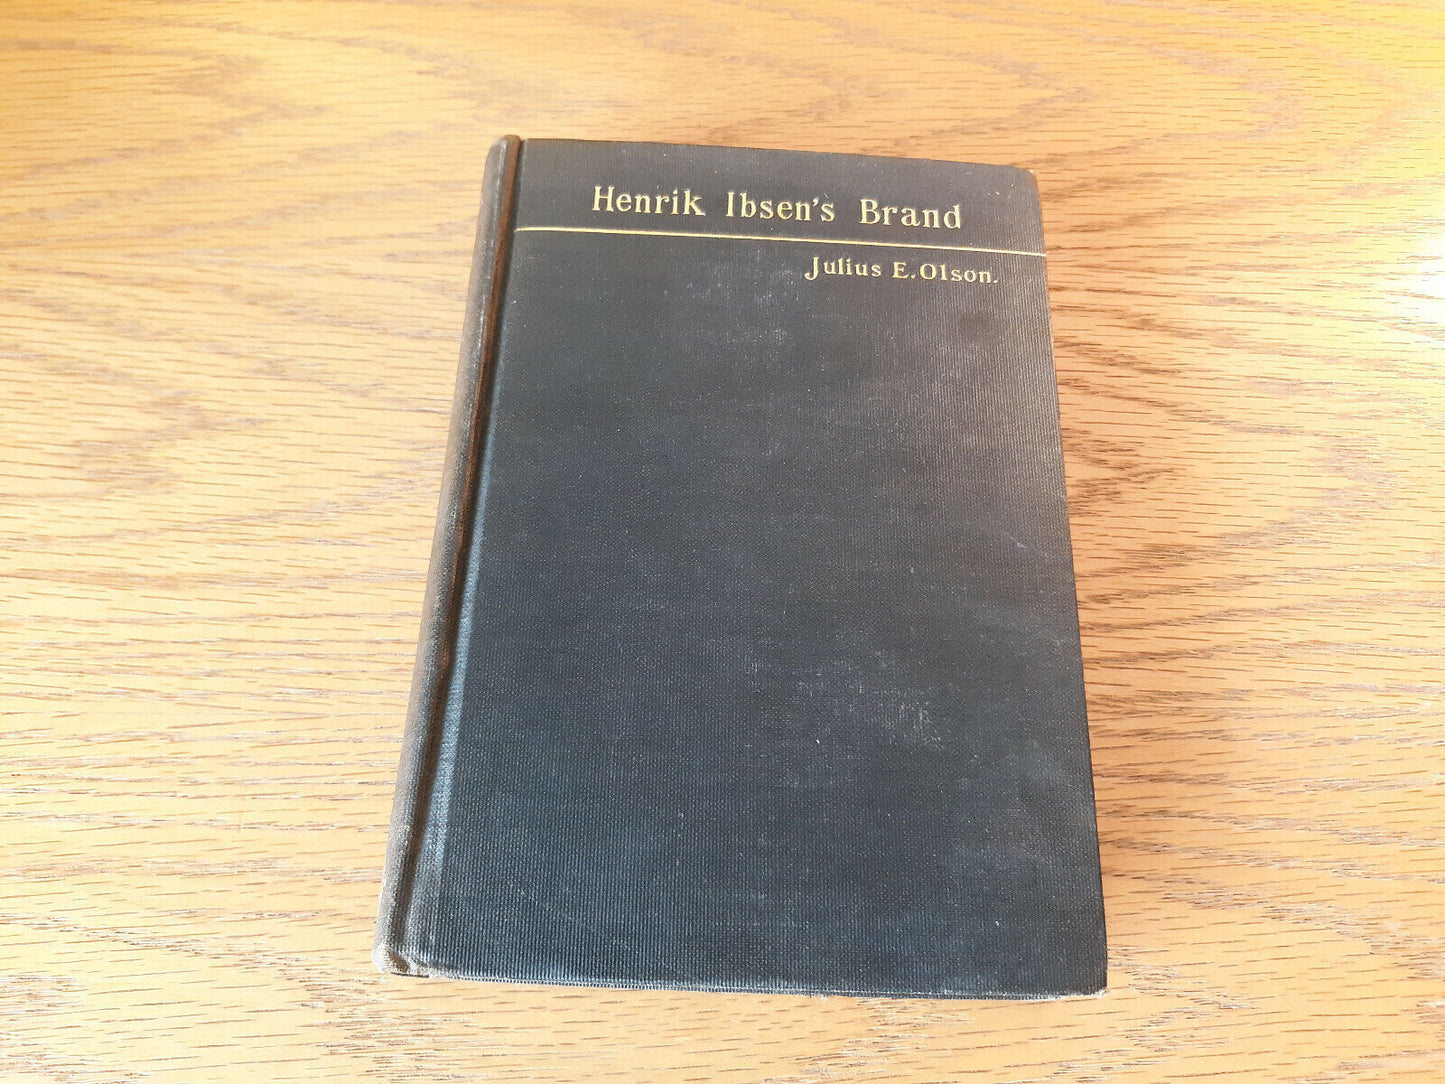 Henrik Ibsen's Brand
Julius E. Olson.